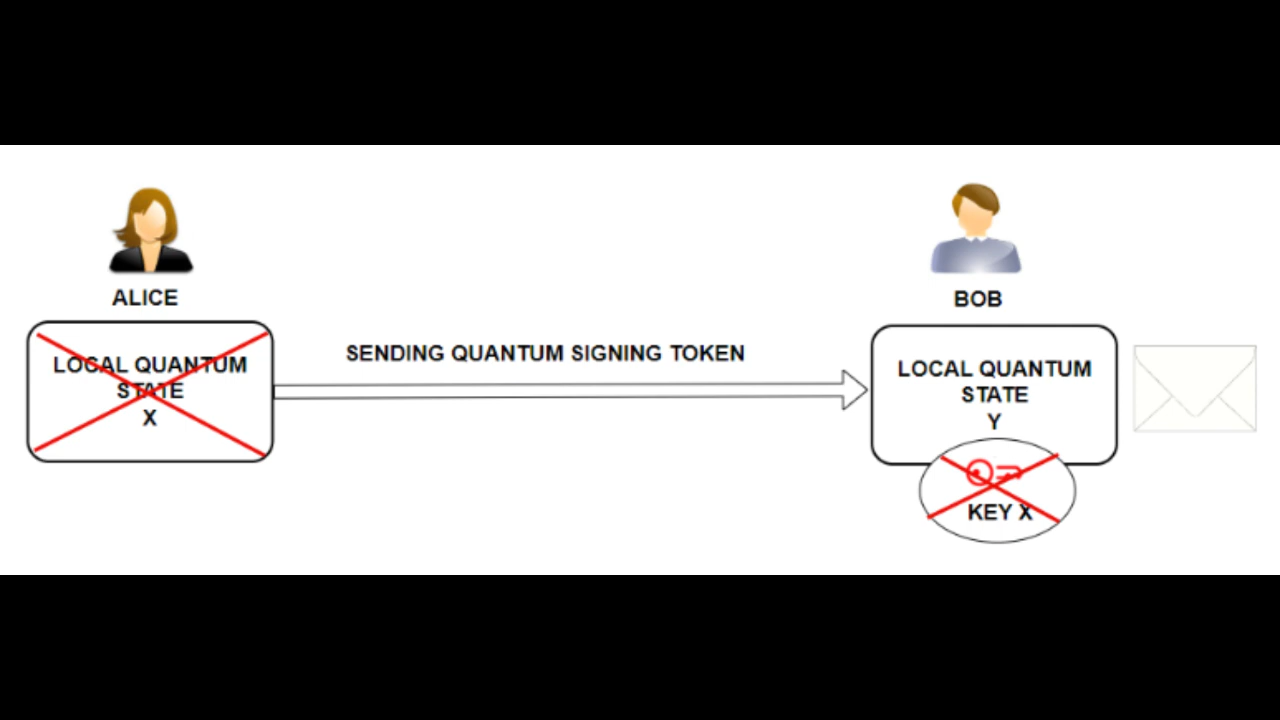 ALICE
BOB
SENDING QUANTUM SIGNING TOKEN
LOCAL QUANTUM
STATE
X
LOCAL QUANTUM
STATE
Y
KEY X